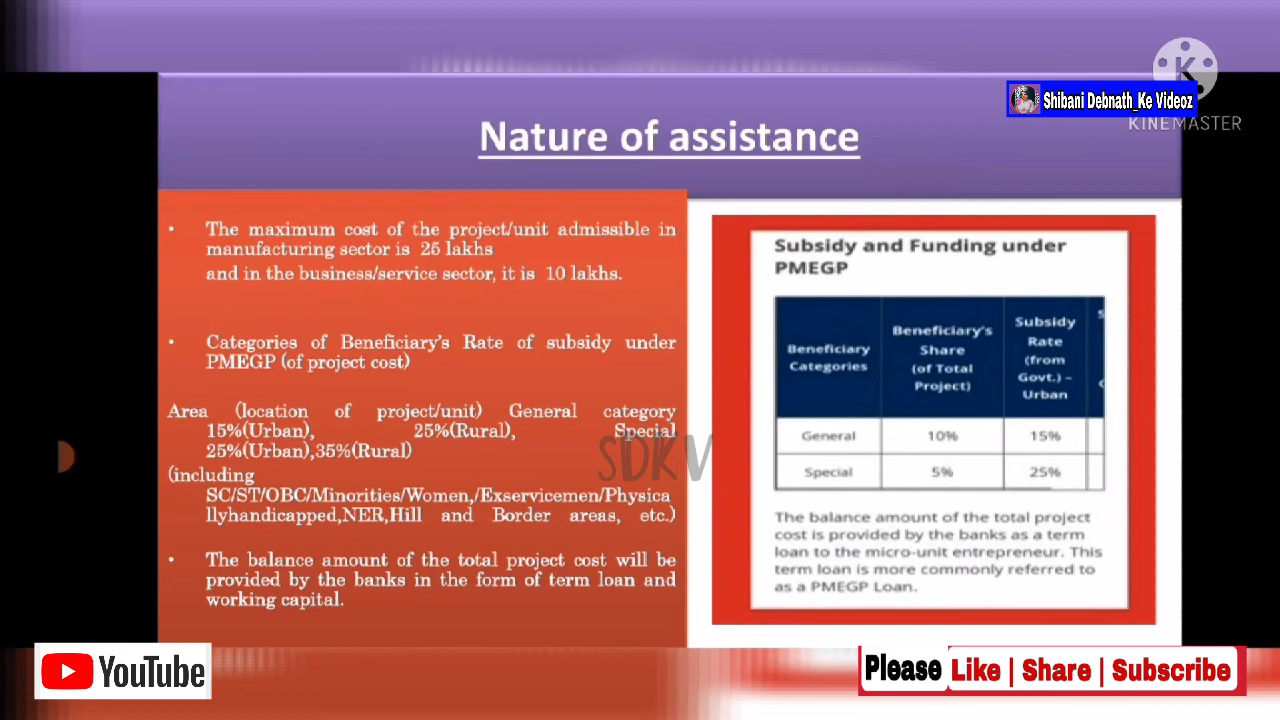 K
Shibani Debnath_Ke Videoz
KINEMASTER
Nature of assistance
• The maximum cost of the project/unit admissible in
manufacturing sector is 25 lakhs
and in the business/service sector, it is 10 lakhs.
• Categories of Beneficiary's Rate of subsidy under
PMEGP (of project cost)
Area (location of project/unit) General category
15%(Urban), 25%(Rural), Special
25%(Urban),35%(Rural)
(including
SC/ST/OBC/Minorities/Women,/Exservicemen/Physica
llyhandicapped,NER,Hill and Border areas, etc.)
• The balance amount of the total project cost will be
provided by the banks in the form of term loan and
working capital.
SDKV
Subsidy and Funding under
PMEGP
Beneficiary
Categories
Beneficiary's
Share
(of Total
Project)
Subsidy
Rate
(from
Govt.) –
Urban
General 10% 15%
Special 5% 25%
The balance amount of the total project
cost is provided by the banks as a term
loan to the micro-unit entrepreneur. This
term loan is more commonly referred to
as a PMEGP Loan.
YouTube
Please Like | Share | Subscribe